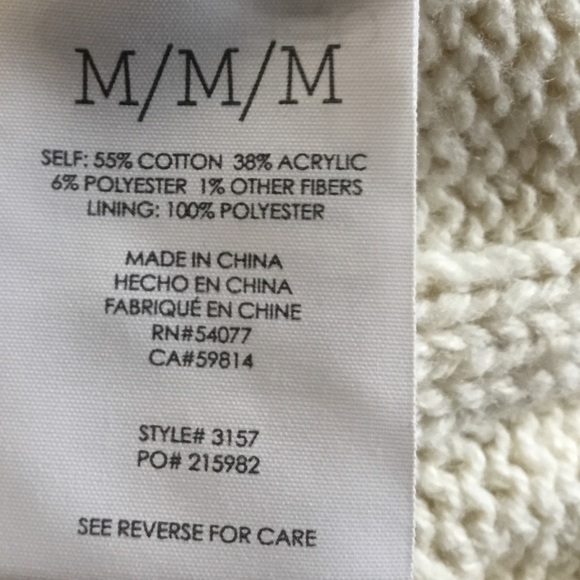 M/M/M
SELF: 55% COTTON 38% ACRYLIC
6% POLYESTER 1% OTHER FIBERS
LINING: 100% POLYESTER
MADE IN CHINA
HECHO EN CHINA
FABRIQUÉ EN CHINE
RN#54077
CA#59814
STYLE# 3157
PO# 215982
SEE REVERSE FOR CARE